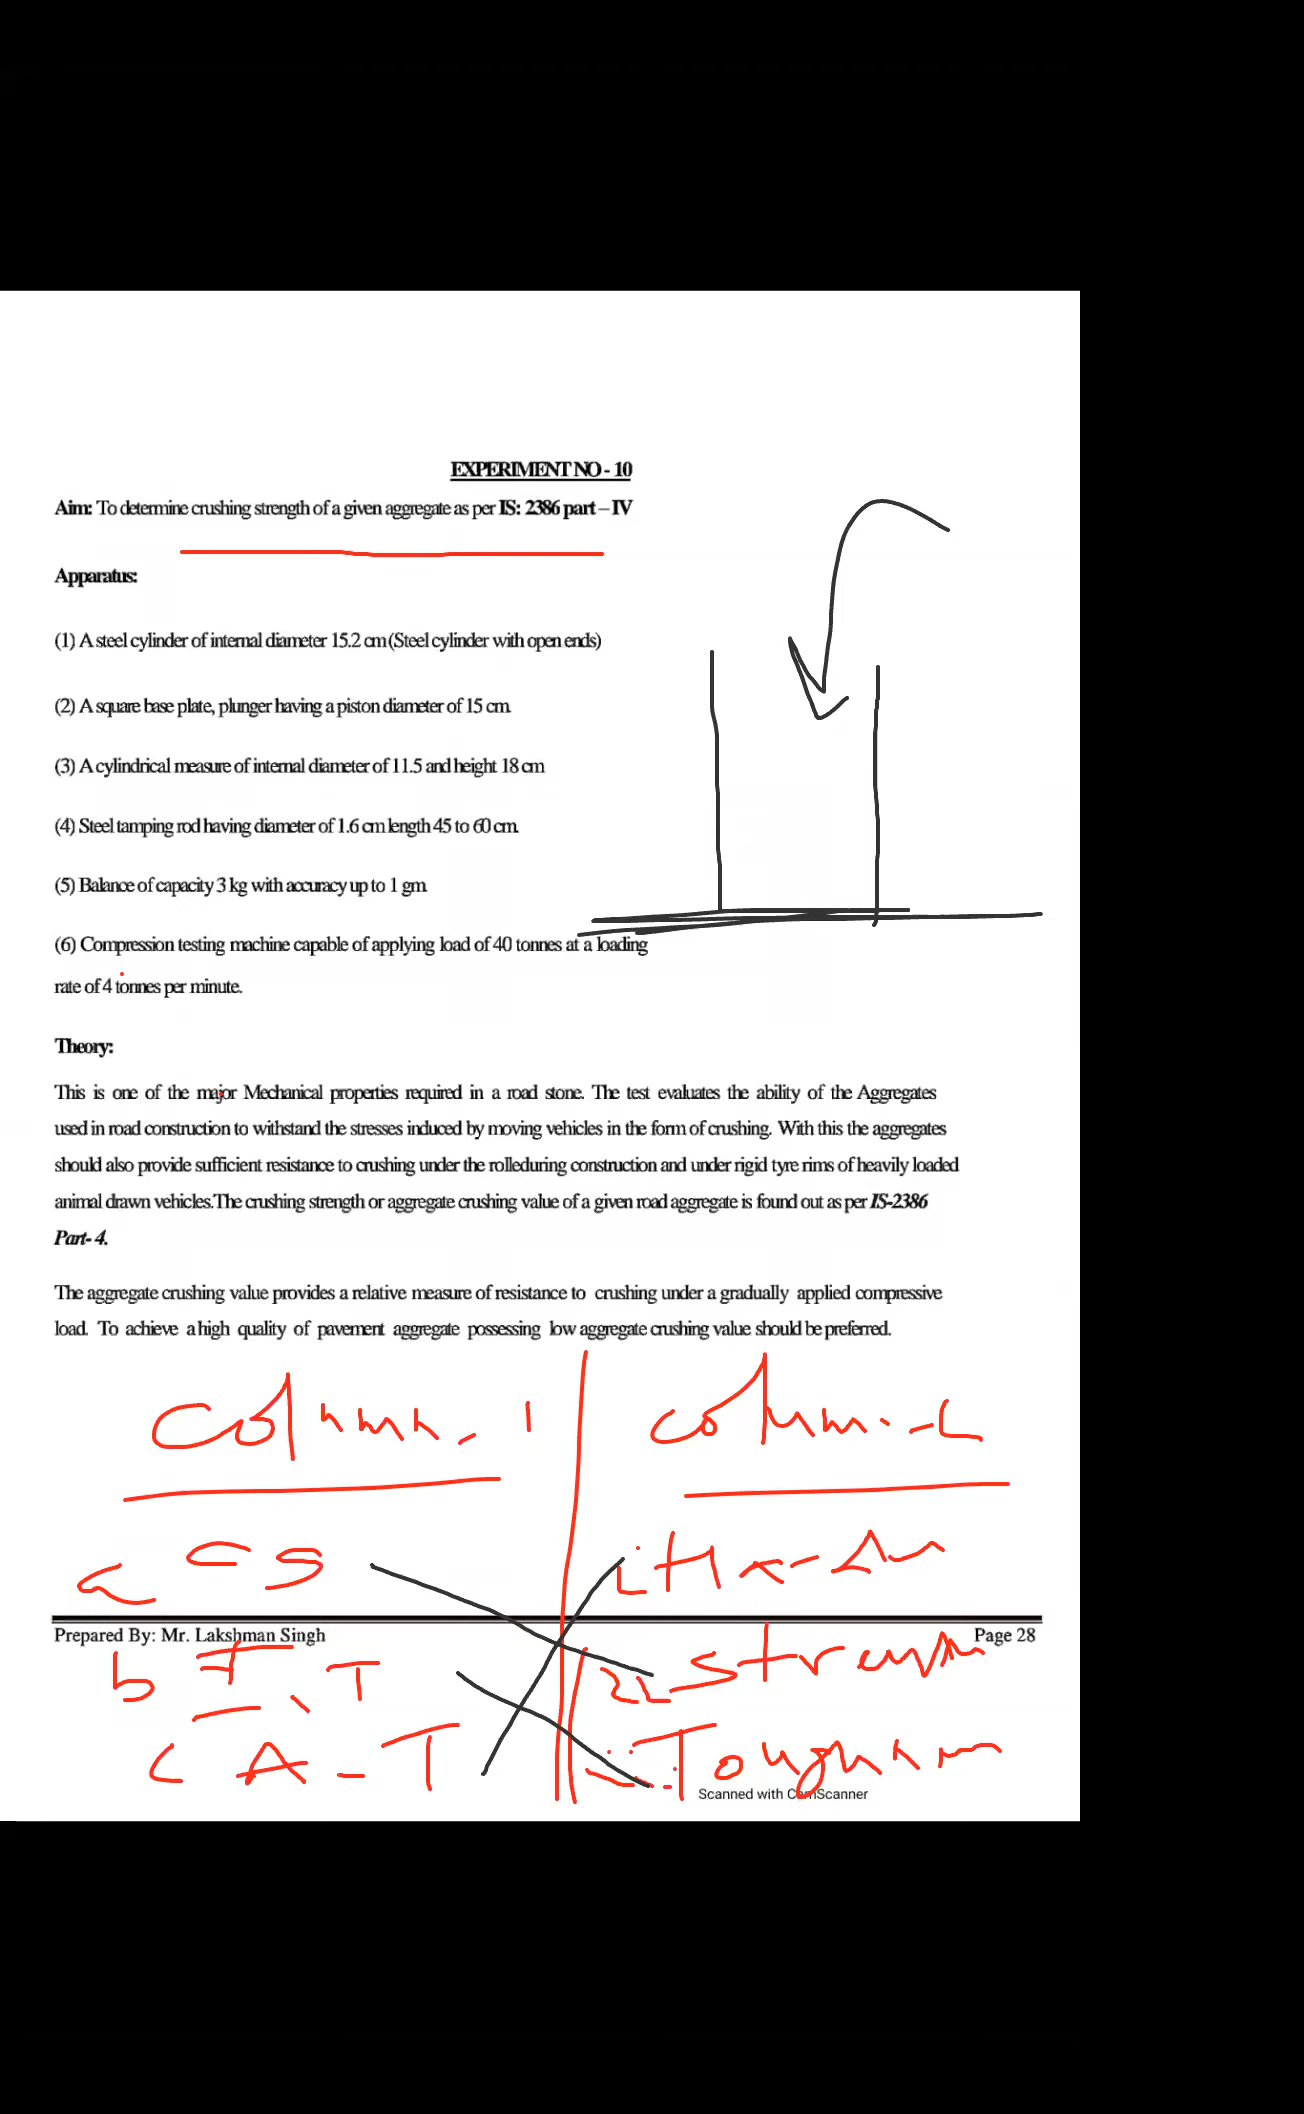 EXPERIMENT NO - 10
Aim: To determine crushing strength of a given aggregate as per IS: 2386 part – IV
Apparatus:
(1) A steel cylinder of internal diameter 15.2 cm (Steel cylinder with open ends)
(2) A square base plate, plunger having a piston diameter of 15 cm.
(3) A cylindrical measure of internal diameter of 11.5 and height 18 cm
(4) Steel tamping rod having diameter of 1.6 cm length 45 to 60 cm.
(5) Balance of capacity 3 kg with accuracy up to 1 gm.
(6) Compression testing machine capable of applying load of 40 tonnes at a loading
rate of 4 tonnes per minute.
Theory:
This is one of the major Mechanical properties required in a road stone. The test evaluates the ability of the Aggregates
used in road construction to withstand the stresses induced by moving vehicles in the form of crushing. With this the aggregates
should also provide sufficient resistance to crushing under the rolleduring construction and under rigid tyre rims of heavily loaded
animal drawn vehicles.The crushing strength or aggregate crushing value of a given road aggregate is found out as per IS-2386
Part- 4.
The aggregate crushing value provides a relative measure of resistance to crushing under a gradually applied compressive
load. To achieve a high quality of pavement aggregate possessing low aggregate crushing value should be preferred.
Column - 1
C S
Prepared By: Mr. Lakshman Singh Page 28
b I.T
c A-T
Scanned with CamScanner